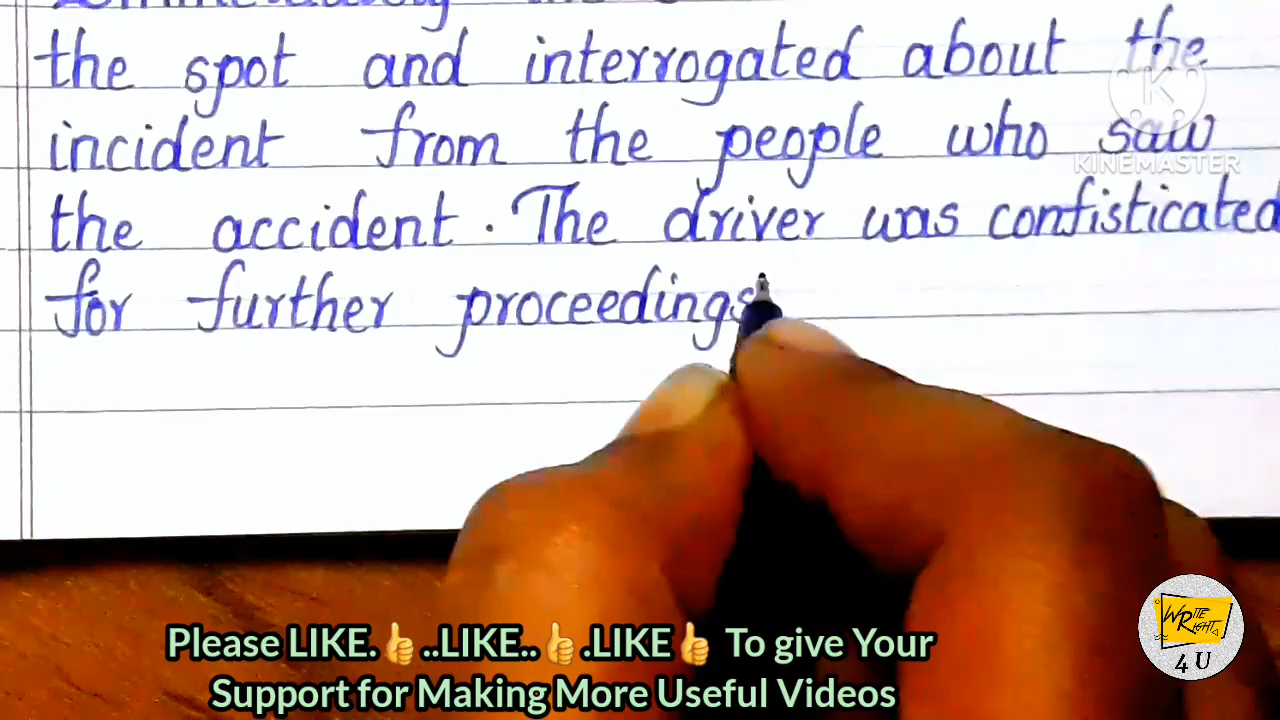 the spot and interrogated about the
incident from the people who saw
KINEMASTER
the accident. The driver was confisticated
for further proceedings
Please LIKE.👍..LIKE..👍.LIKE👍 To give Your
Support for Making More Useful Videos
WRITE
RIGHT
4 U